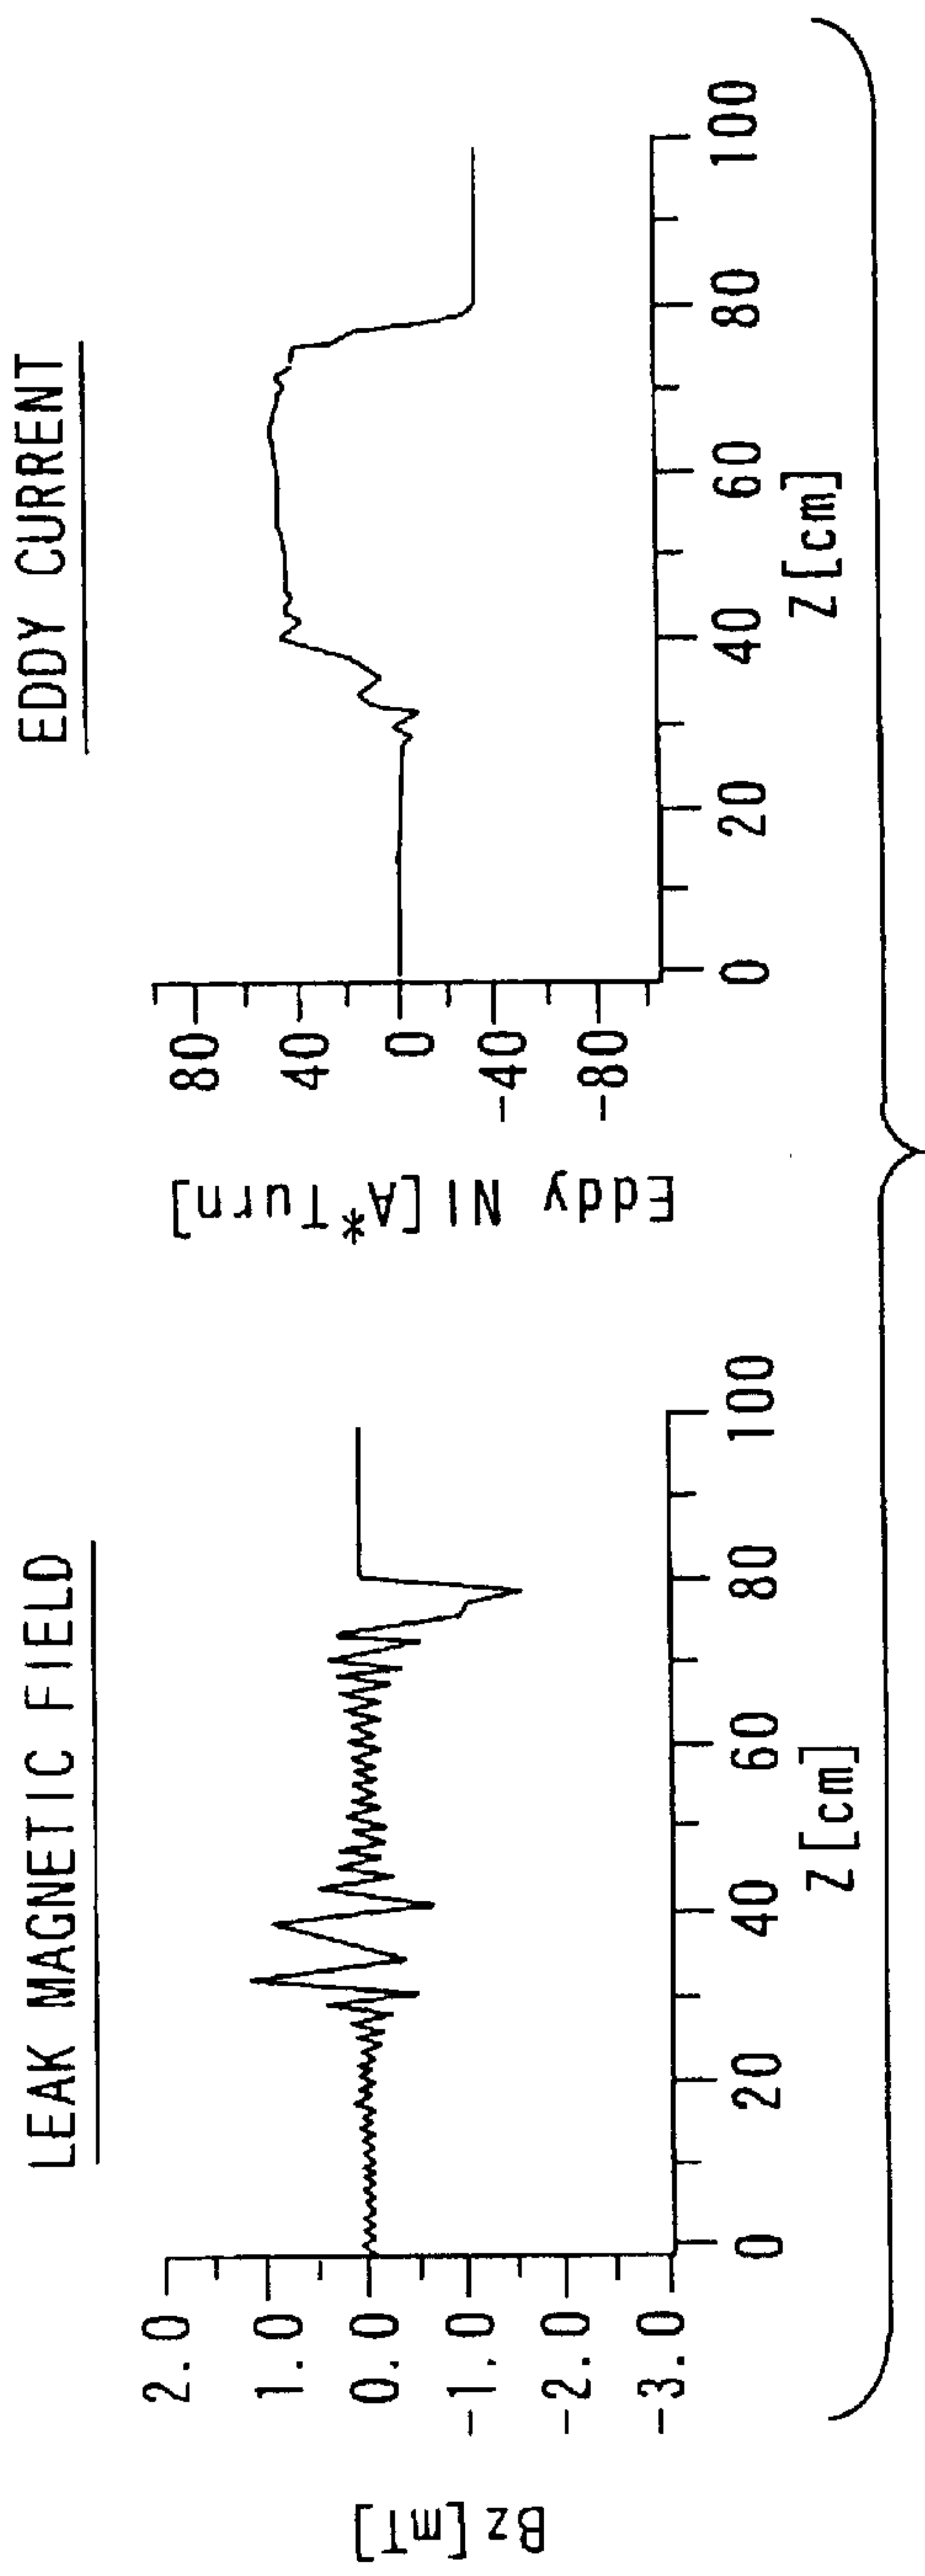 LEAK MAGNETIC FIELD
Bz[mT]
2.0
1.0
0.0
-1.0
-2.0
-3.0
0 20 40 60 80 100
Z[cm]
EDDY CURRENT
Eddy NI[A*Turn]
80
40
0
-40
-80
0 20 40 60 80 100
Z[cm]